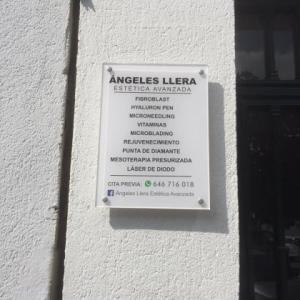 ÁNGELES LLERA
ESTÉTICA AVANZADA
FIBROBLAST
HYALURON PEN
MICRONEEDLING
VITAMINAS
MICROBLADING
REJUVENECIMIENTO
PUNTA DE DIAMANTE
MESOTERAPIA PRESURIZADA
LÁSER DE DIODO
CITA PREVIA: 646 716 018
Ángeles Llera Estética Avanzada